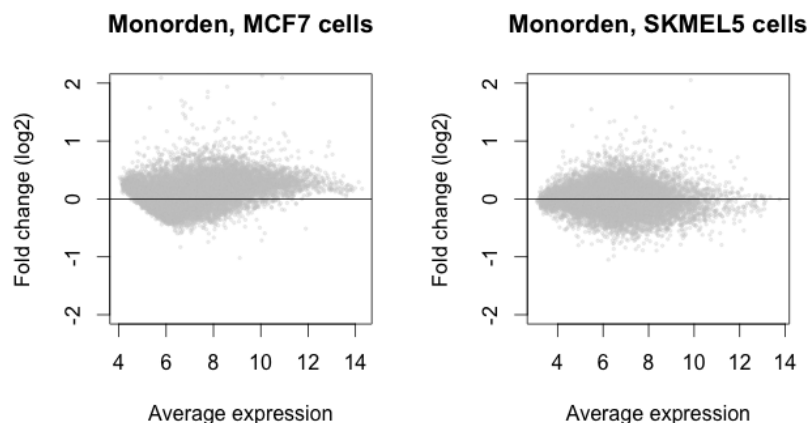 Monorden, MCF7 cells
Fold change (log2)
2
1
0
-1
-2
4 6 8 10 12 14
Average expression
Monorden, SKMEL5 cells
Fold change (log2)
2
1
0
-1
-2
4 6 8 10 12 14
Average expression